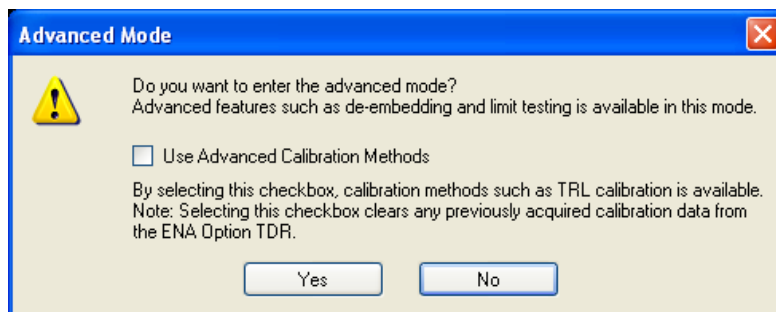 Advanced Mode
Do you want to enter the advanced mode?
Advanced features such as de-embedding and limit testing is available in this mode.
Use Advanced Calibration Methods
By selecting this checkbox, calibration methods such as TRL calibration is available.
Note: Selecting this checkbox clears any previously acquired calibration data from
the ENA Option TDR.
Yes
No